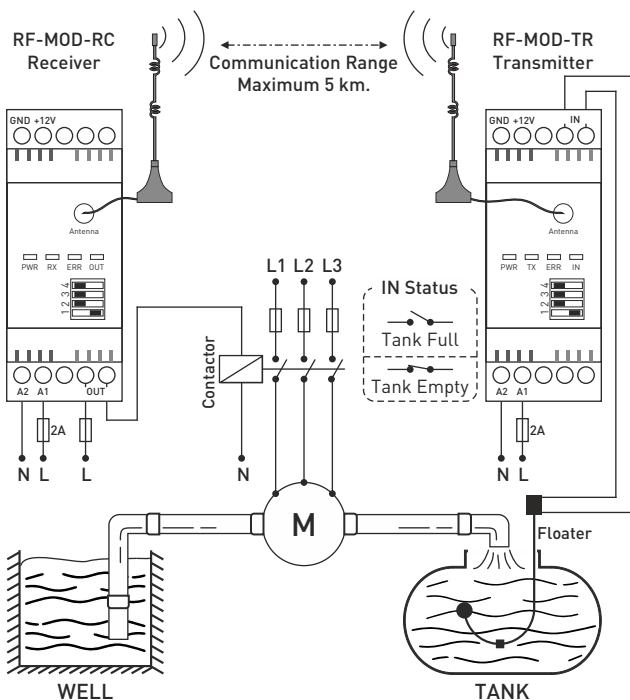 RF-MOD-RC
Receiver
Communication Range
Maximum 5 km.
RF-MOD-TR
Transmitter
GND +12V
Antenna
PWR RX ERR OUT
1 2 3 4
A2 A1 OUT
2A
N L L
Contactor
N
L1 L2 L3
IN Status
Tank Full
Tank Empty
GND +12V IN
Antenna
PWR TX ERR IN
1 2 3 4
A2 A1
2A
N L
M
Floater
WELL
TANK